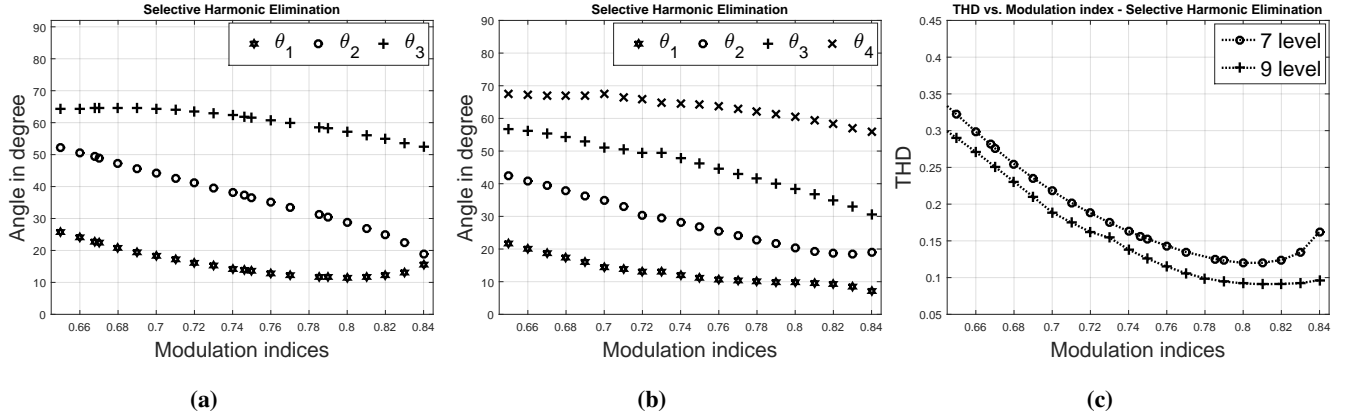 Selective Harmonic Elimination
θ1 θ2 θ3
90
80
70
60
50
40
30
20
10
0
Angle in degree
0.66 0.68 0.7 0.72 0.74 0.76 0.78 0.8 0.82 0.84
Modulation indices
(a)
Selective Harmonic Elimination
θ1 θ2 θ3 θ4
90
80
70
60
50
40
30
20
10
0
Angle in degree
0.66 0.68 0.7 0.72 0.74 0.76 0.78 0.8 0.82 0.84
Modulation indices
(b)
THD vs. Modulation index - Selective Harmonic Elimination
7 level
9 level
0.45
0.4
0.35
0.3
0.25
0.2
0.15
0.1
0.05
THD
0.66 0.68 0.7 0.72 0.74 0.76 0.78 0.8 0.82 0.84
Modulation indices
(c)